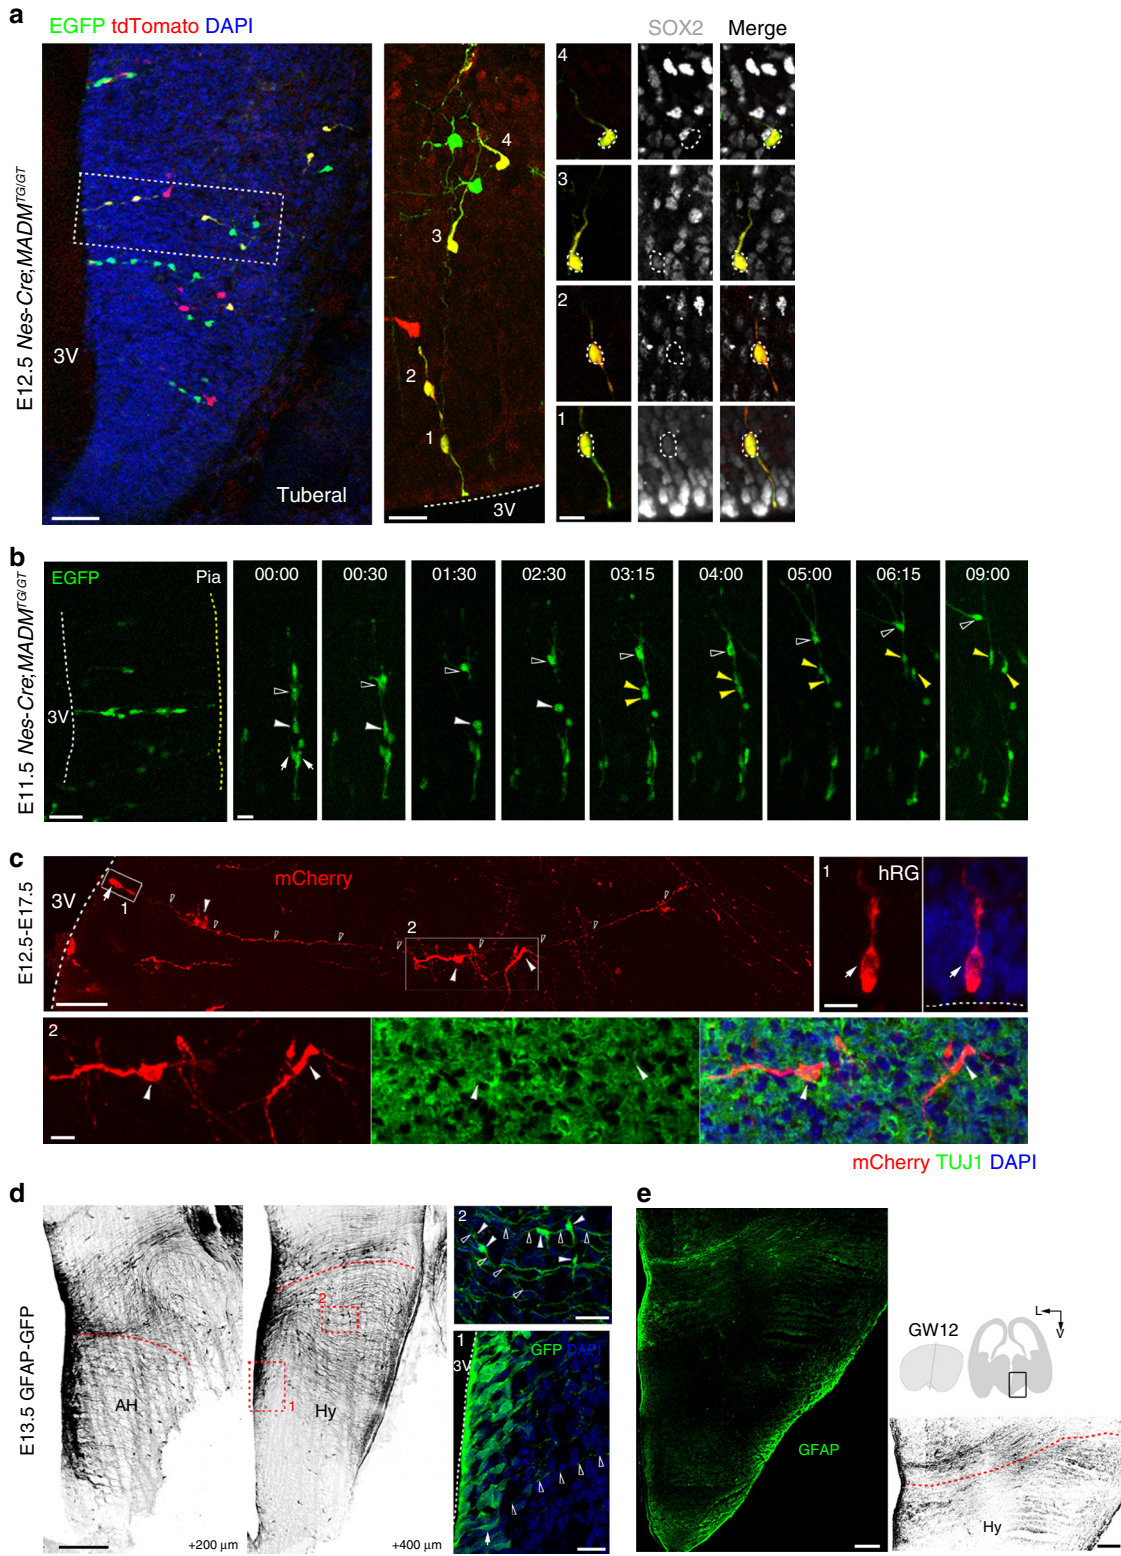 a
EGFP tdTomato DAPI
SOX2
Merge
E12.5 Nes-Cre;MADM^TG/GT
3V
Tuberal
4
3
2
1
3V
4
3
2
1
b
E11.5 Nes-Cre;MADM^TG/GT
EGFP
Pia
3V
00:00
00:30
01:30
02:30
03:15
04:00
05:00
06:15
09:00
c
E12.5-E17.5
3V
mCherry
1
2
1
hRG
2
mCherry TUJ1 DAPI
d
E13.5 GFAP-GFP
AH
+200 µm
2
1
Hy
+400 µm
2
1
3V
GFP DAPI
e
GFAP
GW12
L
V
Hy